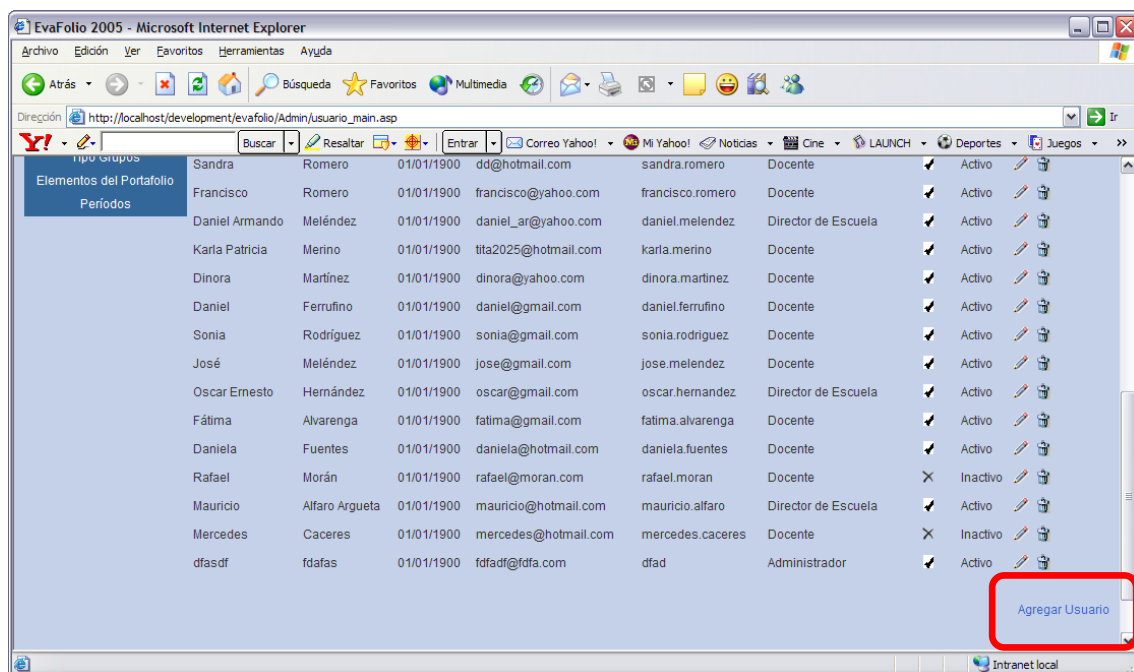 EvaFolio 2005 - Microsoft Internet Explorer
Archivo Edición Ver Favoritos Herramientas Ayuda
Atrás Búsqueda Favoritos Multimedia
Dirección http://localhost/development/evafolio/Admin/usuario_main.asp Ir
Y! Buscar Resaltar Entrar Correo Yahoo! Mi Yahoo! Noticias Cine LAUNCH Deportes Juegos »
Tipo Grupos
Elementos del Portafolio
Períodos
Sandra Romero 01/01/1900 dd@hotmail.com sandra.romero Docente Activo
Francisco Romero 01/01/1900 francisco@yahoo.com francisco.romero Docente Activo
Daniel Armando Meléndez 01/01/1900 daniel_ar@yahoo.com daniel.melendez Director de Escuela Activo
Karla Patricia Merino 01/01/1900 tita2025@hotmail.com karla.merino Docente Activo
Dinora Martínez 01/01/1900 dinora@yahoo.com dinora.martinez Docente Activo
Daniel Ferrufino 01/01/1900 daniel@gmail.com daniel.ferrufino Docente Activo
Sonia Rodríguez 01/01/1900 sonia@gmail.com sonia.rodriguez Docente Activo
José Meléndez 01/01/1900 jose@gmail.com jose.melendez Docente Activo
Oscar Ernesto Hernández 01/01/1900 oscar@gmail.com oscar.hernandez Director de Escuela Activo
Fátima Alvarenga 01/01/1900 fatima@gmail.com fatima.alvarenga Docente Activo
Daniela Fuentes 01/01/1900 daniela@hotmail.com daniela.fuentes Docente Activo
Rafael Morán 01/01/1900 rafael@moran.com rafael.moran Docente Inactivo
Mauricio Alfaro Argueta 01/01/1900 mauricio@hotmail.com mauricio.alfaro Director de Escuela Activo
Mercedes Caceres 01/01/1900 mercedes@hotmail.com mercedes.caceres Docente Inactivo
dfasdf fdafas 01/01/1900 fdfadf@fdfa.com dfad Administrador Activo
Agregar Usuario
Intranet local